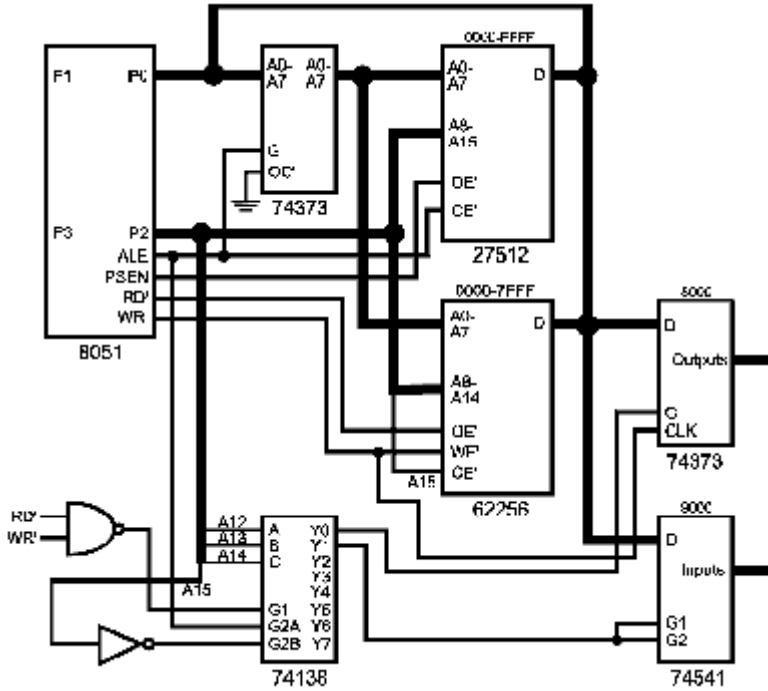 P1 P0
P3 P2
ALE
PSEN
RD'
WR
8051
A0-
A7
A0-
A7
G
OC'
74373
0000-FFFF
A0-
A7
D
A8-
A15
OE'
CE'
27512
0000-7FFF
A0-
A7
D
A8-
A14
OE'
WE'
CE'
A15
62256
8000
D
Outputs
G
CLK
74373
9000
D
Inputs
G1
G2
74541
RD'
WR'
A12
A13
A14
A15
A Y0
B Y1
C Y2
Y3
Y4
G1 Y5
G2A Y6
G2B Y7
74138